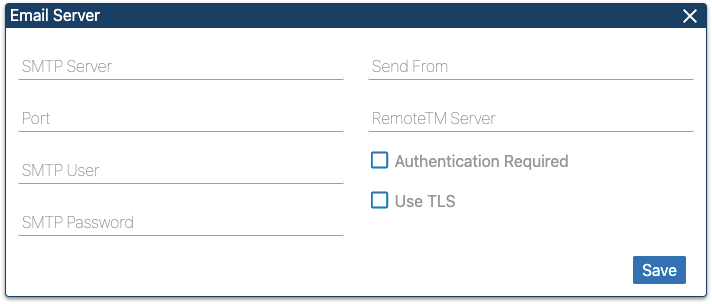 Email Server
SMTP Server
Send From
Port
RemoteTM Server
SMTP User
Authentication Required
Use TLS
SMTP Password
Save